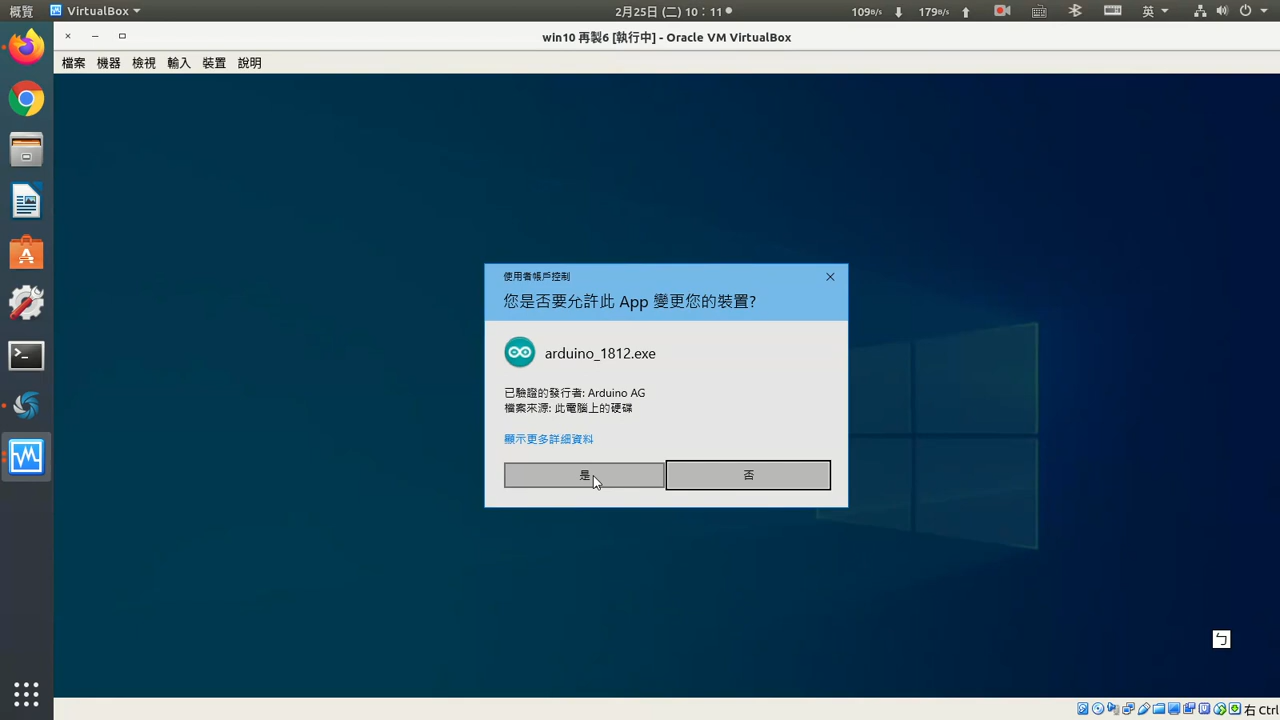 概覽
VirtualBox
2月25日 (二) 10：11
109B/s
179B/s
英
win10 再製6 [執行中] - Oracle VM VirtualBox
檔案 機器 檢視 輸入 裝置 說明
使用者帳戶控制
您是否要允許此 App 變更您的裝置?
arduino_1812.exe
已驗證的發行者: Arduino AG
檔案來源: 此電腦上的硬碟
顯示更多詳細資料
是
否
ㄅ
右 Ctrl